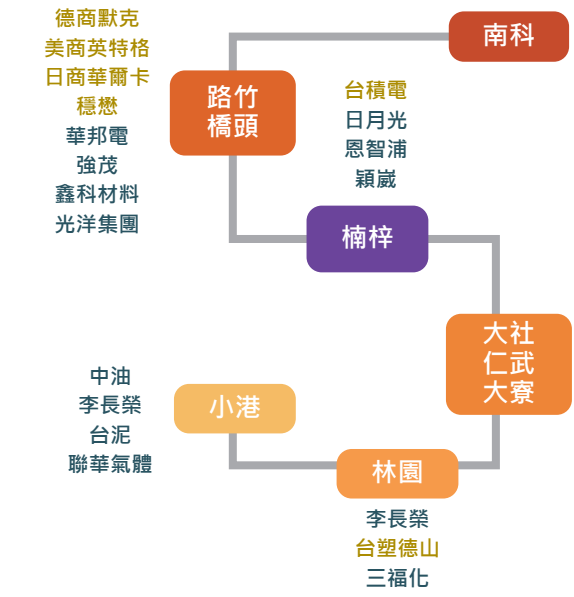 德商默克
美商英特格
日商華爾卡
穩懋
華邦電
強茂
鑫科材料
光洋集團
南科
路竹
橋頭
台積電
日月光
恩智浦
穎崴
楠梓
大社
仁武
大寮
中油
李長榮
台泥
聯華氣體
小港
林園
李長榮
台塑德山
三福化